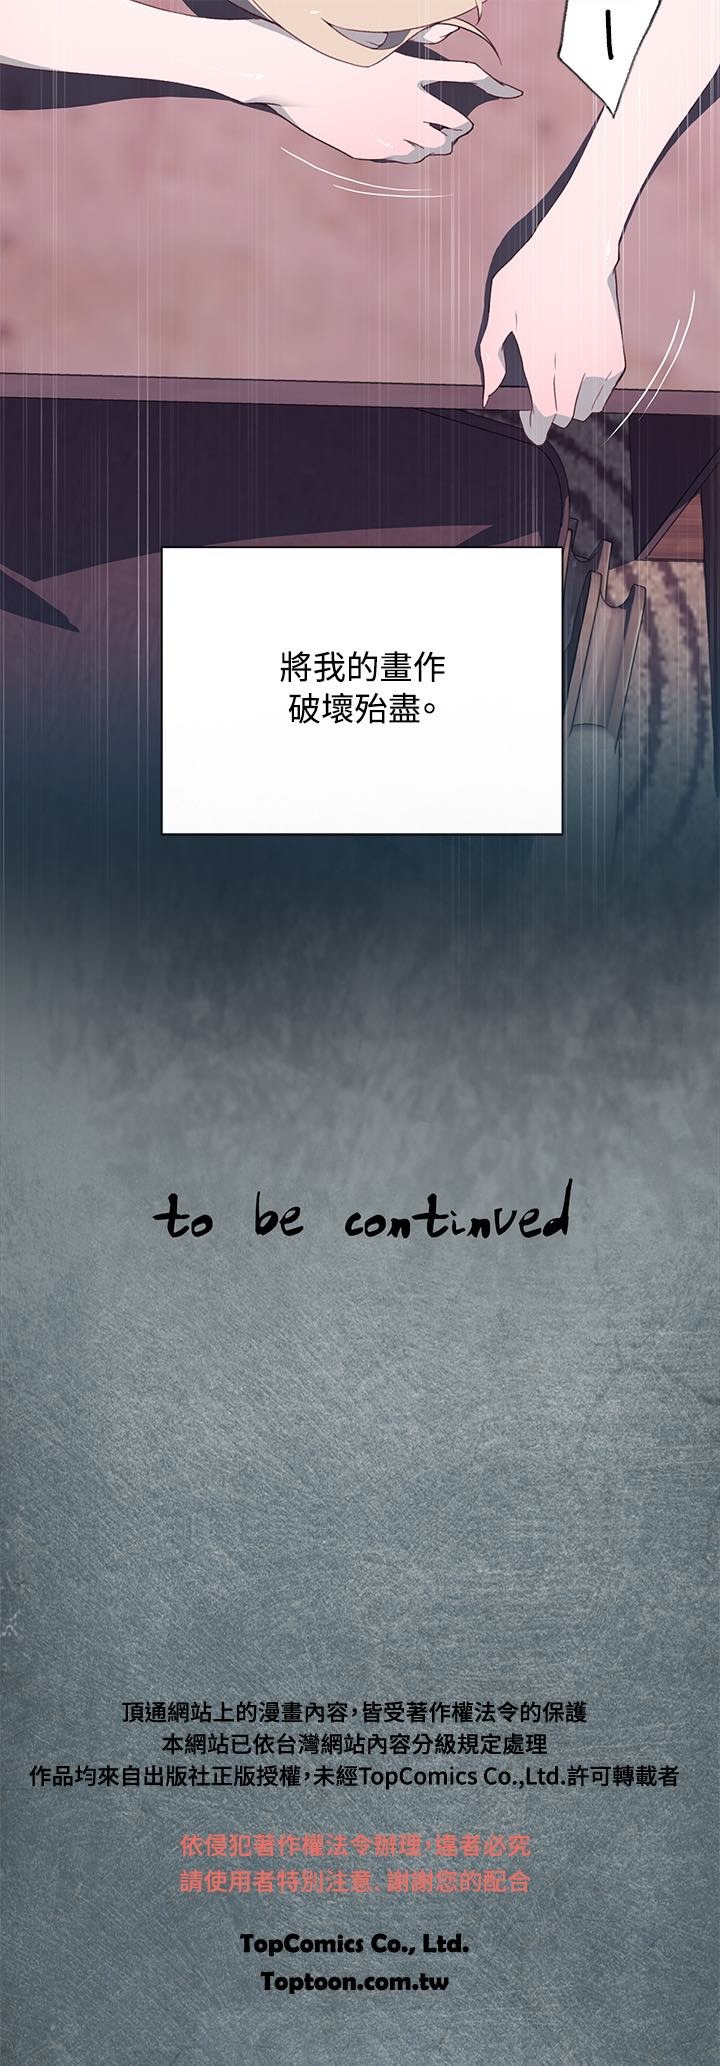 將我的畫作
破壞殆盡。
to be continued
頂通網站上的漫畫內容，皆受著作權法令的保護
本網站已依台灣網站內容分級規定處理
作品均來自出版社正版授權，未經TopComics Co.,Ltd.許可轉載者
依侵犯著作權法令辦理，違者必究
請使用者特別注意. 謝謝您的配合
TopComics Co., Ltd.
Toptoon.com.tw